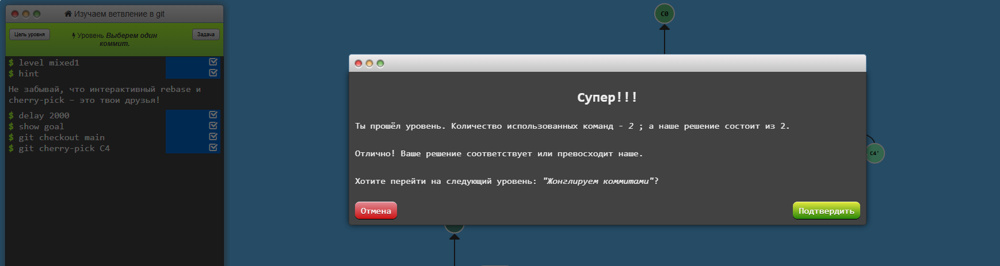 Изучаем ветвление в git
Цель уровня
Уровень Выберем один
коммит.
Задача
$ level mixed1
$ hint
Не забывай, что интерактивный rebase и
cherry-pick – это твои друзья!
$ delay 2000
$ show goal
$ git checkout main
$ git cherry-pick C4
C0
Супер!!!
Ты прошёл уровень. Количество использованных команд - 2 ; а наше решение состоит из 2.
Отлично! Ваше решение соответствует или превосходит наше.
Хотите перейти на следующий уровень: "Жонглируем коммитами"?
Отмена
Подтвердить
C4'